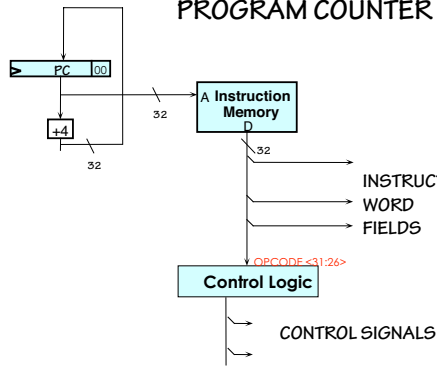 PROGRAM COUNTER
PC 00
+4
32
32
A Instruction
Memory
D
32
INSTRUCT
WORD
FIELDS
OPCODE <31:26>
Control Logic
CONTROL SIGNALS